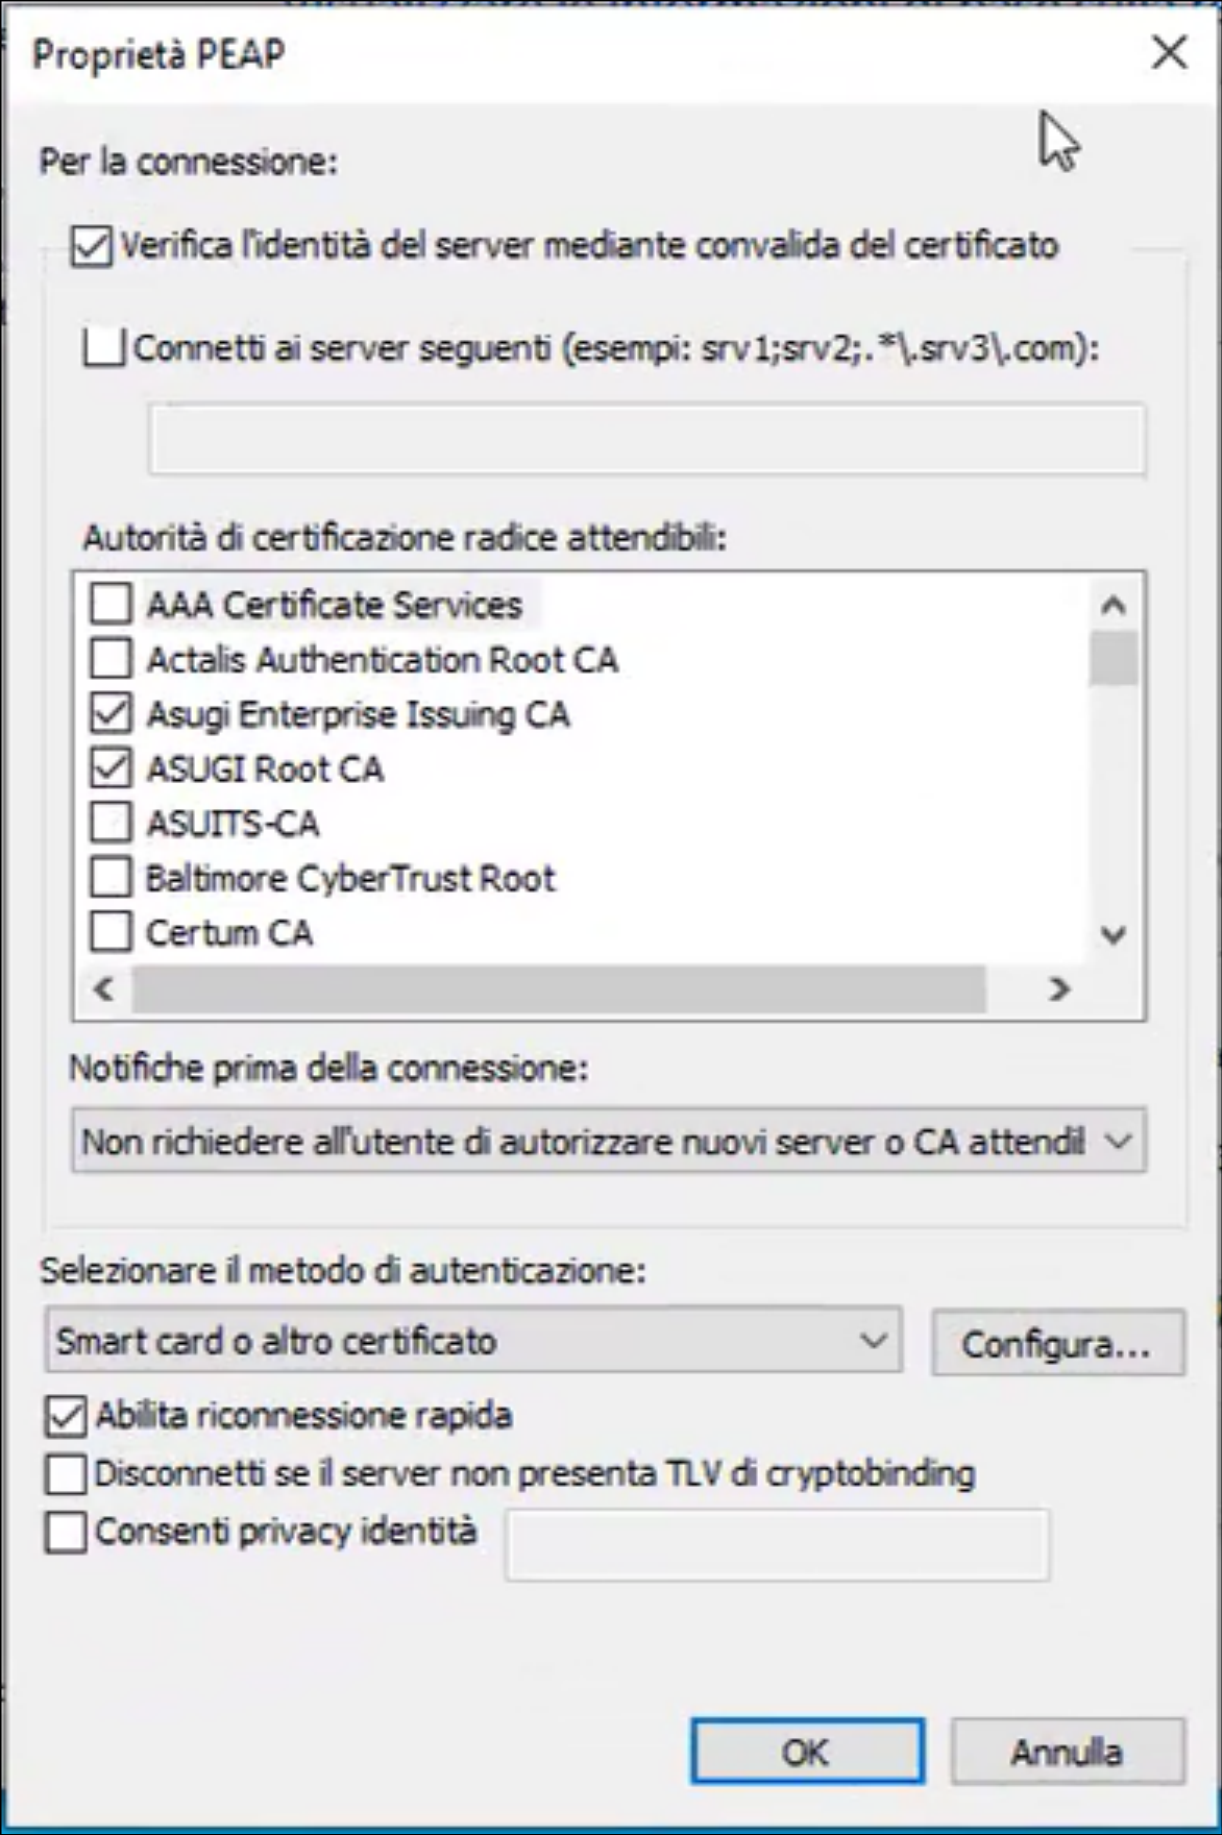 Proprietà PEAP
Per la connessione:
Verifica l'identità del server mediante convalida del certificato
Connetti ai server seguenti (esempi: srv1;srv2;.*\.srv3\.com):
Autorità di certificazione radice attendibili:
AAA Certificate Services
Actalis Authentication Root CA
Asugi Enterprise Issuing CA
ASUGI Root CA
ASUITS-CA
Baltimore CyberTrust Root
Certum CA
Notifiche prima della connessione:
Non richiedere all'utente di autorizzare nuovi server o CA
Selezionare il metodo di autenticazione:
Smart card o altro certificato
Configura...
Abilita riconnessione rapida
Disconnetti se il server non presenta TLV di cryptobinding
Consenti privacy identità
OK
Annulla